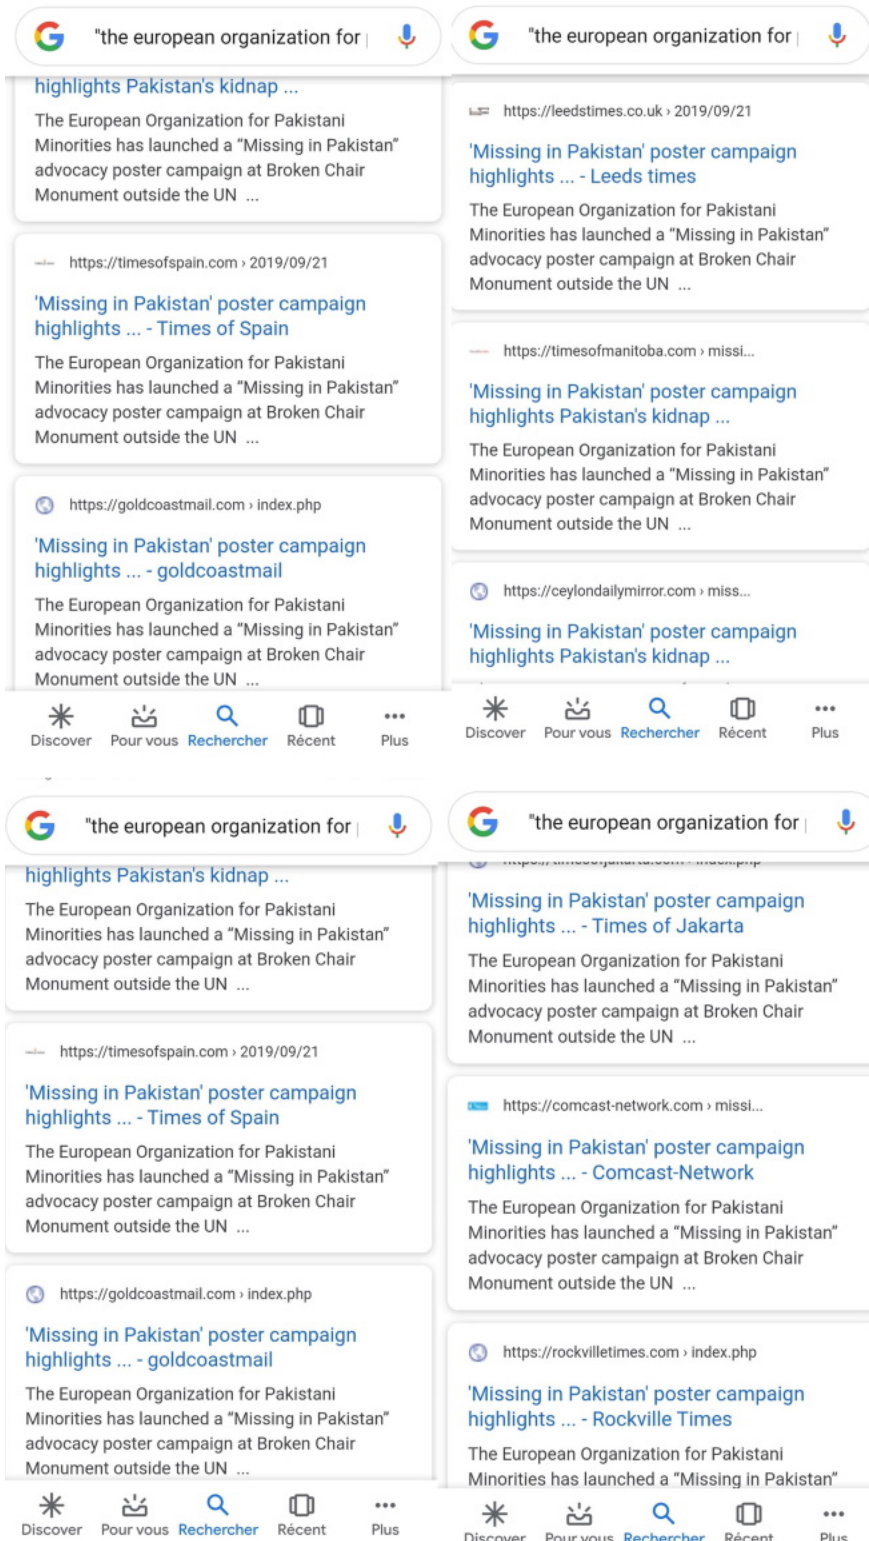 "the european organization for
highlights Pakistan's kidnap ...
The European Organization for Pakistani
Minorities has launched a “Missing in Pakistan”
advocacy poster campaign at Broken Chair
Monument outside the UN ...
https://timesofspain.com › 2019/09/21
'Missing in Pakistan' poster campaign
highlights ... - Times of Spain
The European Organization for Pakistani
Minorities has launched a “Missing in Pakistan”
advocacy poster campaign at Broken Chair
Monument outside the UN ...
https://goldcoastmail.com › index.php
'Missing in Pakistan' poster campaign
highlights ... - goldcoastmail
The European Organization for Pakistani
Minorities has launched a “Missing in Pakistan”
advocacy poster campaign at Broken Chair
Monument outside the UN ...
Discover Pour vous Rechercher Récent Plus
"the european organization for
https://leedstimes.co.uk › 2019/09/21
'Missing in Pakistan' poster campaign
highlights ... - Leeds times
The European Organization for Pakistani
Minorities has launched a “Missing in Pakistan”
advocacy poster campaign at Broken Chair
Monument outside the UN ...
https://timesofmanitoba.com › missi...
'Missing in Pakistan' poster campaign
highlights Pakistan's kidnap ...
The European Organization for Pakistani
Minorities has launched a “Missing in Pakistan”
advocacy poster campaign at Broken Chair
Monument outside the UN ...
https://ceylondailymirror.com › miss...
'Missing in Pakistan' poster campaign
highlights Pakistan's kidnap ...
Discover Pour vous Rechercher Récent Plus
"the european organization for
highlights Pakistan's kidnap ...
The European Organization for Pakistani
Minorities has launched a “Missing in Pakistan”
advocacy poster campaign at Broken Chair
Monument outside the UN ...
https://timesofspain.com › 2019/09/21
'Missing in Pakistan' poster campaign
highlights ... - Times of Spain
The European Organization for Pakistani
Minorities has launched a “Missing in Pakistan”
advocacy poster campaign at Broken Chair
Monument outside the UN ...
https://goldcoastmail.com › index.php
'Missing in Pakistan' poster campaign
highlights ... - goldcoastmail
The European Organization for Pakistani
Minorities has launched a “Missing in Pakistan”
advocacy poster campaign at Broken Chair
Monument outside the UN ...
Discover Pour vous Rechercher Récent Plus
"the european organization for
'Missing in Pakistan' poster campaign
highlights ... - Times of Jakarta
The European Organization for Pakistani
Minorities has launched a “Missing in Pakistan”
advocacy poster campaign at Broken Chair
Monument outside the UN ...
https://comcast-network.com › missi...
'Missing in Pakistan' poster campaign
highlights ... - Comcast-Network
The European Organization for Pakistani
Minorities has launched a “Missing in Pakistan”
advocacy poster campaign at Broken Chair
Monument outside the UN ...
https://rockvilletimes.com › index.php
'Missing in Pakistan' poster campaign
highlights ... - Rockville Times
The European Organization for Pakistani
Minorities has launched a “Missing in Pakistan”
Discover Pour vous Rechercher Récent Plus